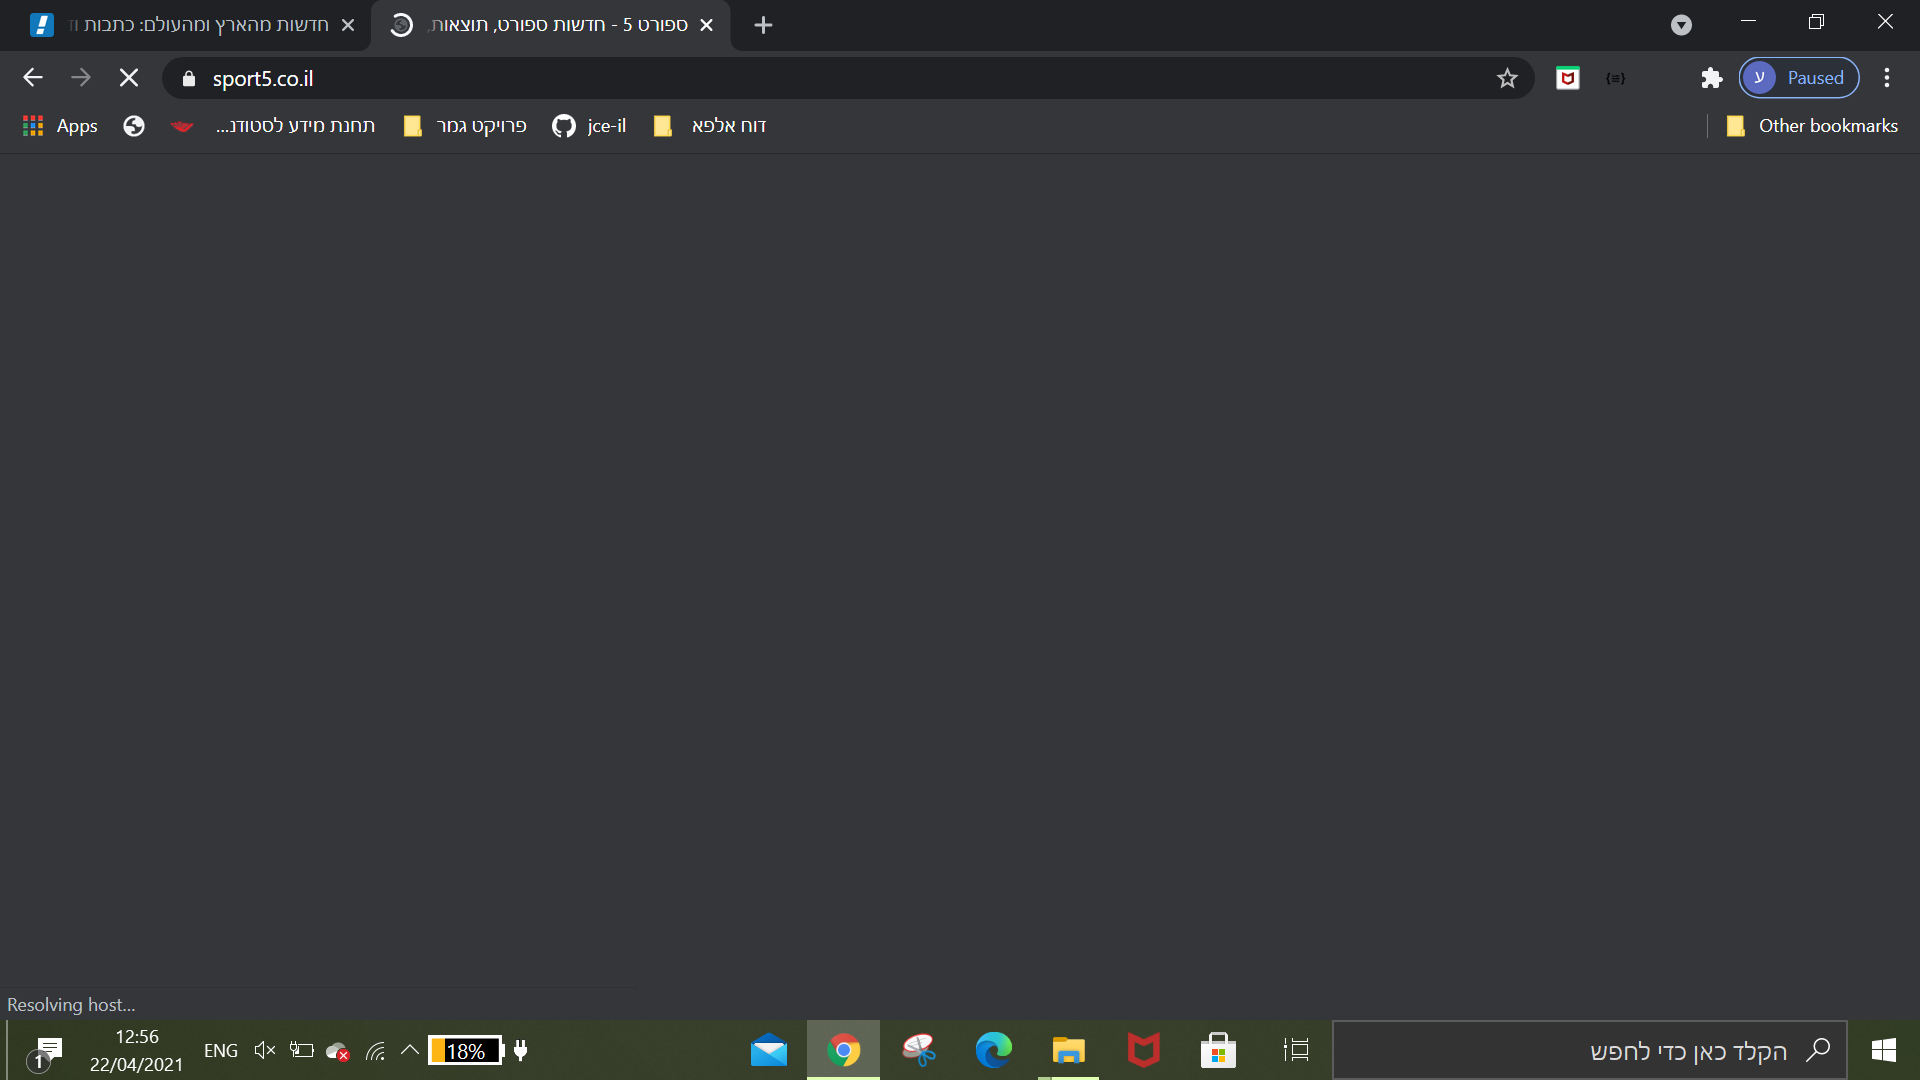 חדשות מהארץ ומהעולם: כתבות
ספורט 5 - חדשות ספורט, תוצאות,
sport5.co.il
{≡}
ע Paused
Apps
תחנת מידע לסטודנ...
פרויקט גמר
jce-il
דוח אלפא
Other bookmarks
Resolving host...
1
12:56
22/04/2021
ENG
18%
הקלד כאן כדי לחפש